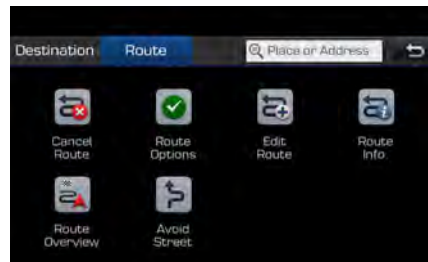 Destination
Route
Place or Address
Cancel
Route
Route
Options
Edit
Route
Route
Info
Route
Overview
Avoid
Street